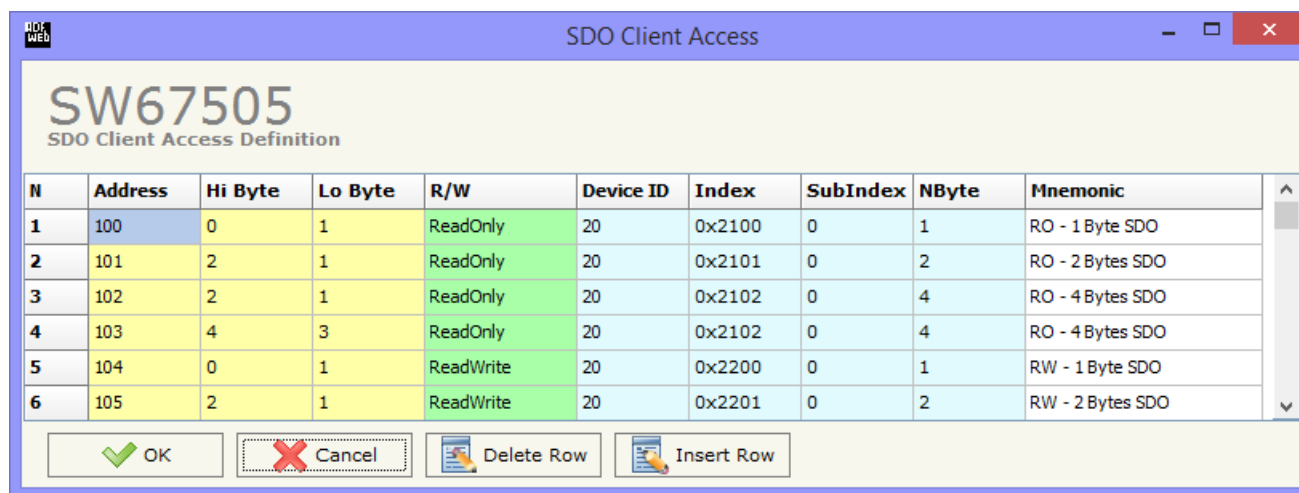 ADF
WEB
SDO Client Access
SW67505
SDO Client Access Definition
N Address Hi Byte Lo Byte R/W Device ID Index SubIndex NByte Mnemonic
1 100 0 1 ReadOnly 20 0x2100 0 1 RO - 1 Byte SDO
2 101 2 1 ReadOnly 20 0x2101 0 2 RO - 2 Bytes SDO
3 102 2 1 ReadOnly 20 0x2102 0 4 RO - 4 Bytes SDO
4 103 4 3 ReadOnly 20 0x2102 0 4 RO - 4 Bytes SDO
5 104 0 1 ReadWrite 20 0x2200 0 1 RW - 1 Byte SDO
6 105 2 1 ReadWrite 20 0x2201 0 2 RW - 2 Bytes SDO
OK Cancel Delete Row Insert Row